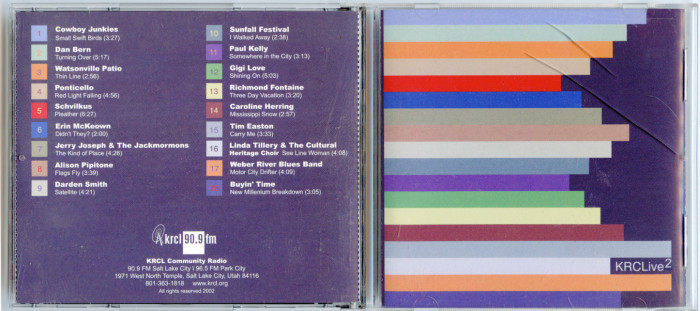 1 Cowboy Junkies
Small Swift Birds (3:27)
2 Dan Bern
Turning Over (5:17)
3 Watsonville Patio
Thin Line (2:56)
4 Ponticello
Red Light Falling (4:56)
5 Schvilkus
Pleather (6:27)
6 Erin McKeown
Didn't They? (2:00)
7 Jerry Joseph & The Jackmormons
The Kind of Place (4:26)
8 Alison Pipitone
Flags Fly (3:39)
9 Darden Smith
Satellite (4:21)
10 Sunfall Festival
I Walked Away (2:38)
11 Paul Kelly
Somewhere in the City (3:13)
12 Gigi Love
Shining On (5:03)
13 Richmond Fontaine
Three Day Vacation (3:20)
14 Caroline Herring
Mississippi Snow (2:57)
15 Tim Easton
Carry Me (3:33)
16 Linda Tillery & The Cultural
Heritage Choir See Line Woman (4:08)
17 Weber River Blues Band
Motor City Drifter (4:09)
Buyin' Time
New Millenium Breakdown (3:05)
krcl 90.9 fm
KRCL Community Radio
90.9 FM Salt Lake City I 96.5 FM Park City
1971 West North Temple, Salt Lake City, Utah 84116
801-363-1818 www.krcl.org
All rights reserved 2002
KRCLive2